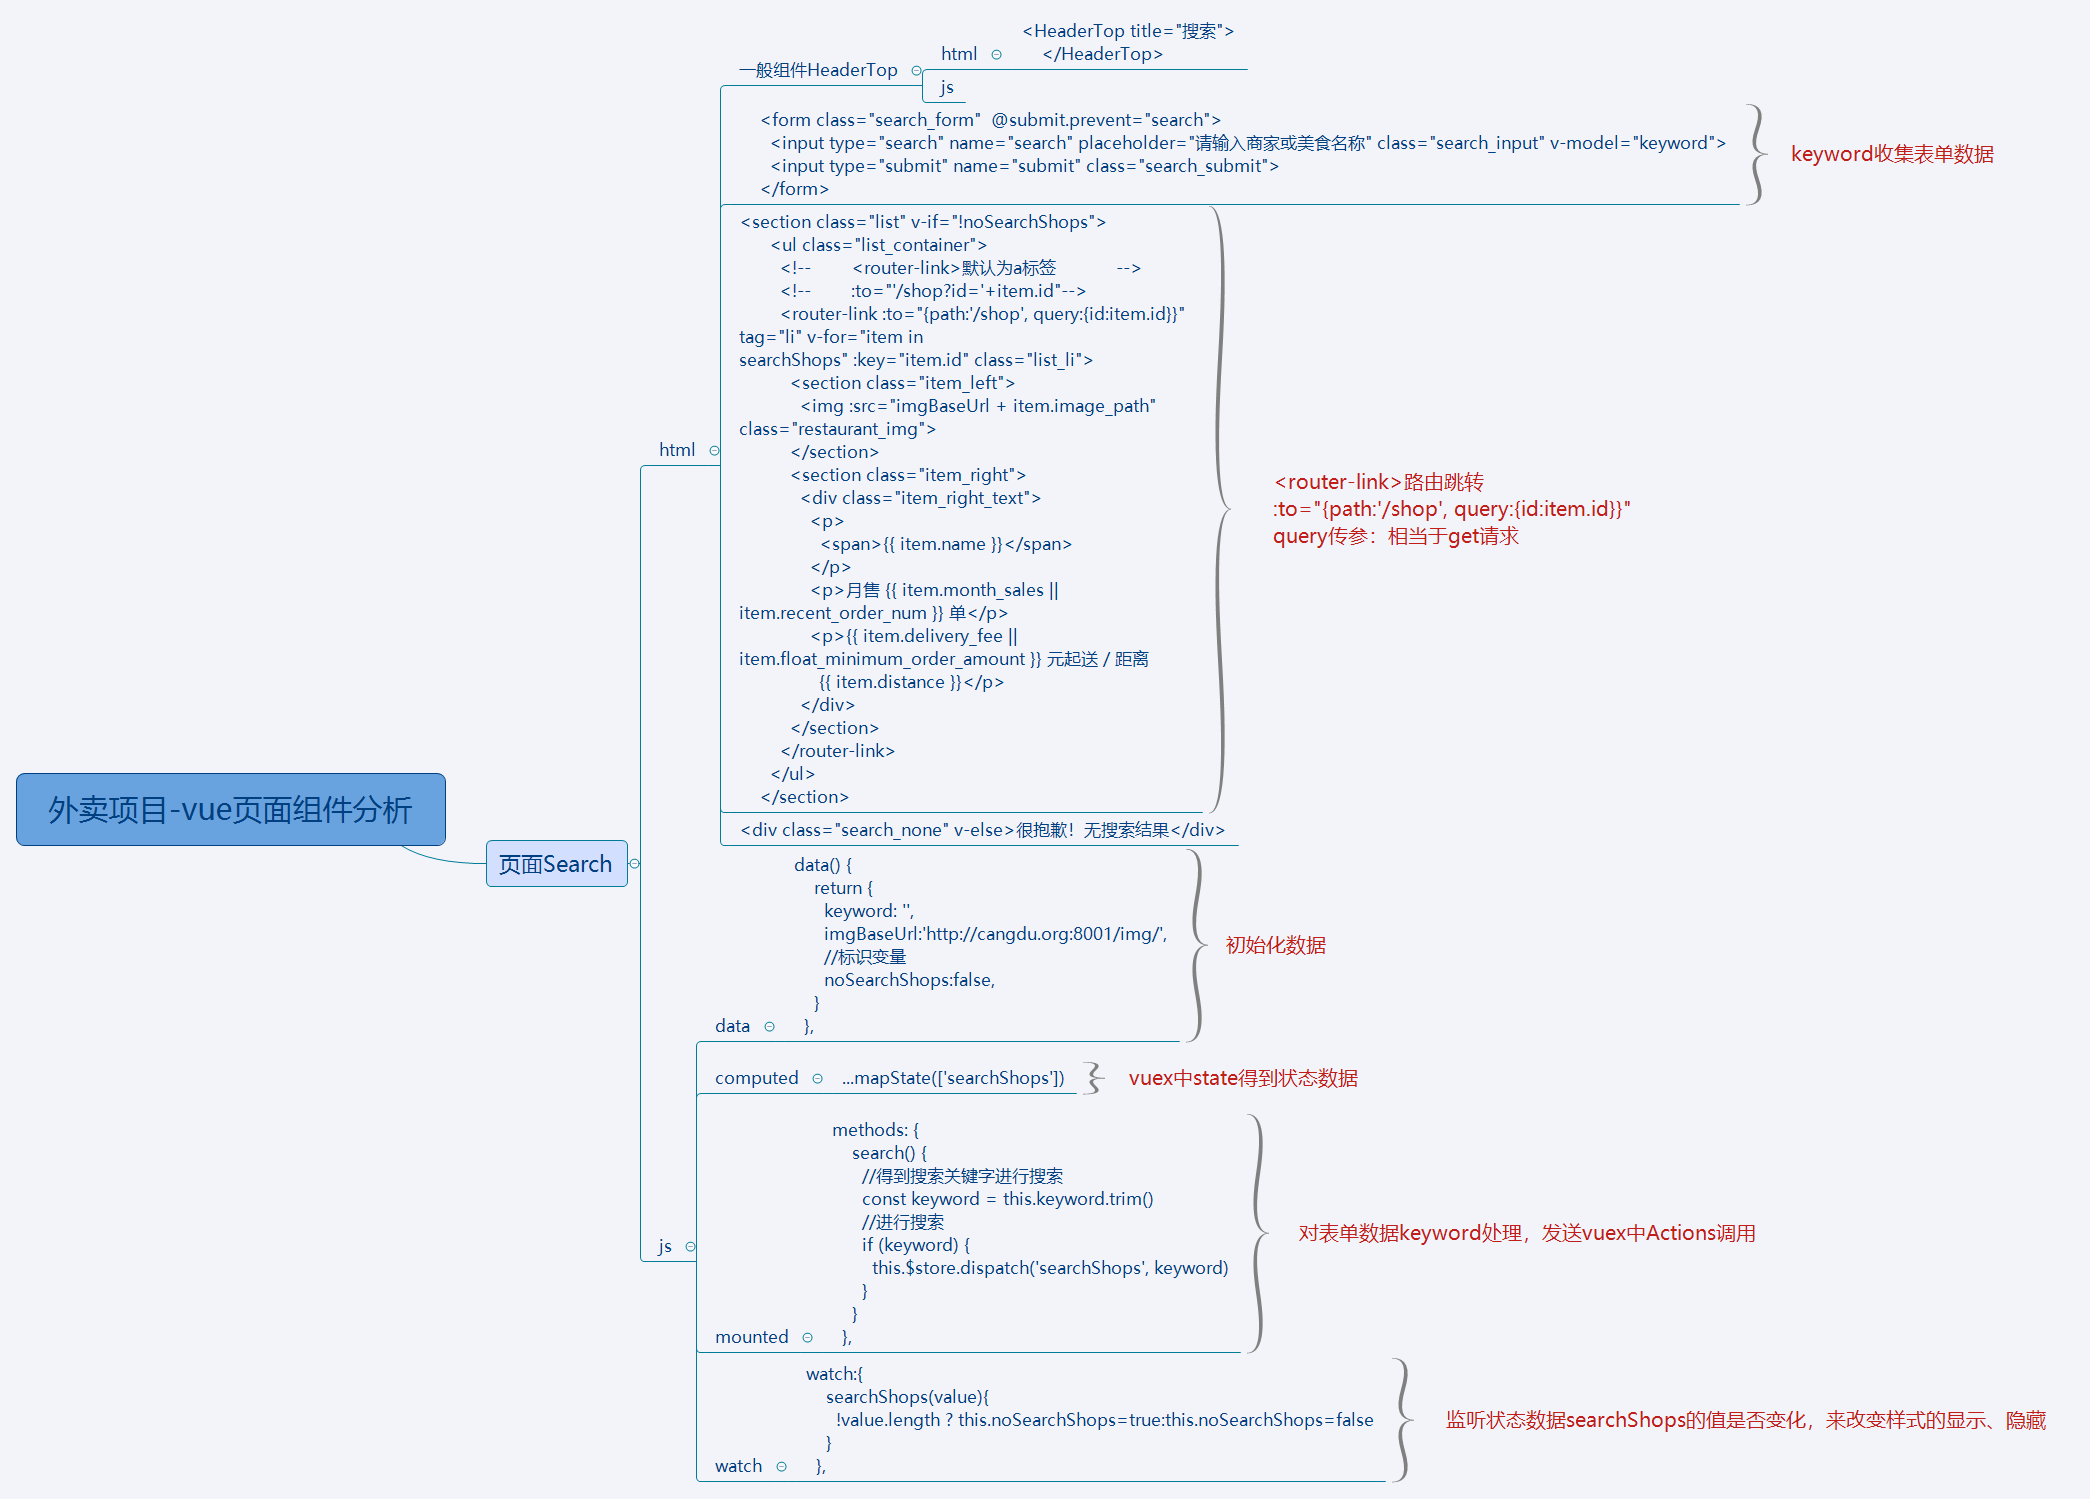 外卖项目-vue页面组件分析
页面Search
html
一般组件HeaderTop
html
<HeaderTop title="搜索">
</HeaderTop>
js
<form class="search_form"  @submit.prevent="search">
<input type="search" name="search" placeholder="请输入商家或美食名称" class="search_input" v-model="keyword">
<input type="submit" name="submit" class="search_submit">
</form>
keyword收集表单数据
<section class="list" v-if="!noSearchShops">
<ul class="list_container">
<!--        <router-link>默认为a标签            -->
<!--        :to="'/shop?id='+item.id"-->
<router-link :to="{path:'/shop', query:{id:item.id}}"
tag="li" v-for="item in
searchShops" :key="item.id" class="list_li">
<section class="item_left">
<img :src="imgBaseUrl + item.image_path"
class="restaurant_img">
</section>
<section class="item_right">
<div class="item_right_text">
<p>
<span>{{ item.name }}</span>
</p>
<p>月售 {{ item.month_sales ||
item.recent_order_num }} 单</p>
<p>{{ item.delivery_fee ||
item.float_minimum_order_amount }} 元起送 / 距离
{{ item.distance }}</p>
</div>
</section>
</router-link>
</ul>
</section>
<router-link>路由跳转
:to="{path:'/shop', query:{id:item.id}}"
query传参：相当于get请求
<div class="search_none" v-else>很抱歉！无搜索结果</div>
js
data
data() {
return {
keyword: '',
imgBaseUrl:'http://cangdu.org:8001/img/',
//标识变量
noSearchShops:false,
}
},
初始化数据
computed
...mapState(['searchShops'])
vuex中state得到状态数据
mounted
methods: {
search() {
//得到搜索关键字进行搜索
const keyword = this.keyword.trim()
//进行搜索
if (keyword) {
this.$store.dispatch('searchShops', keyword)
}
}
},
对表单数据keyword处理，发送vuex中Actions调用
watch
watch:{
searchShops(value){
!value.length ? this.noSearchShops=true:this.noSearchShops=false
}
},
监听状态数据searchShops的值是否变化，来改变样式的显示、隐藏